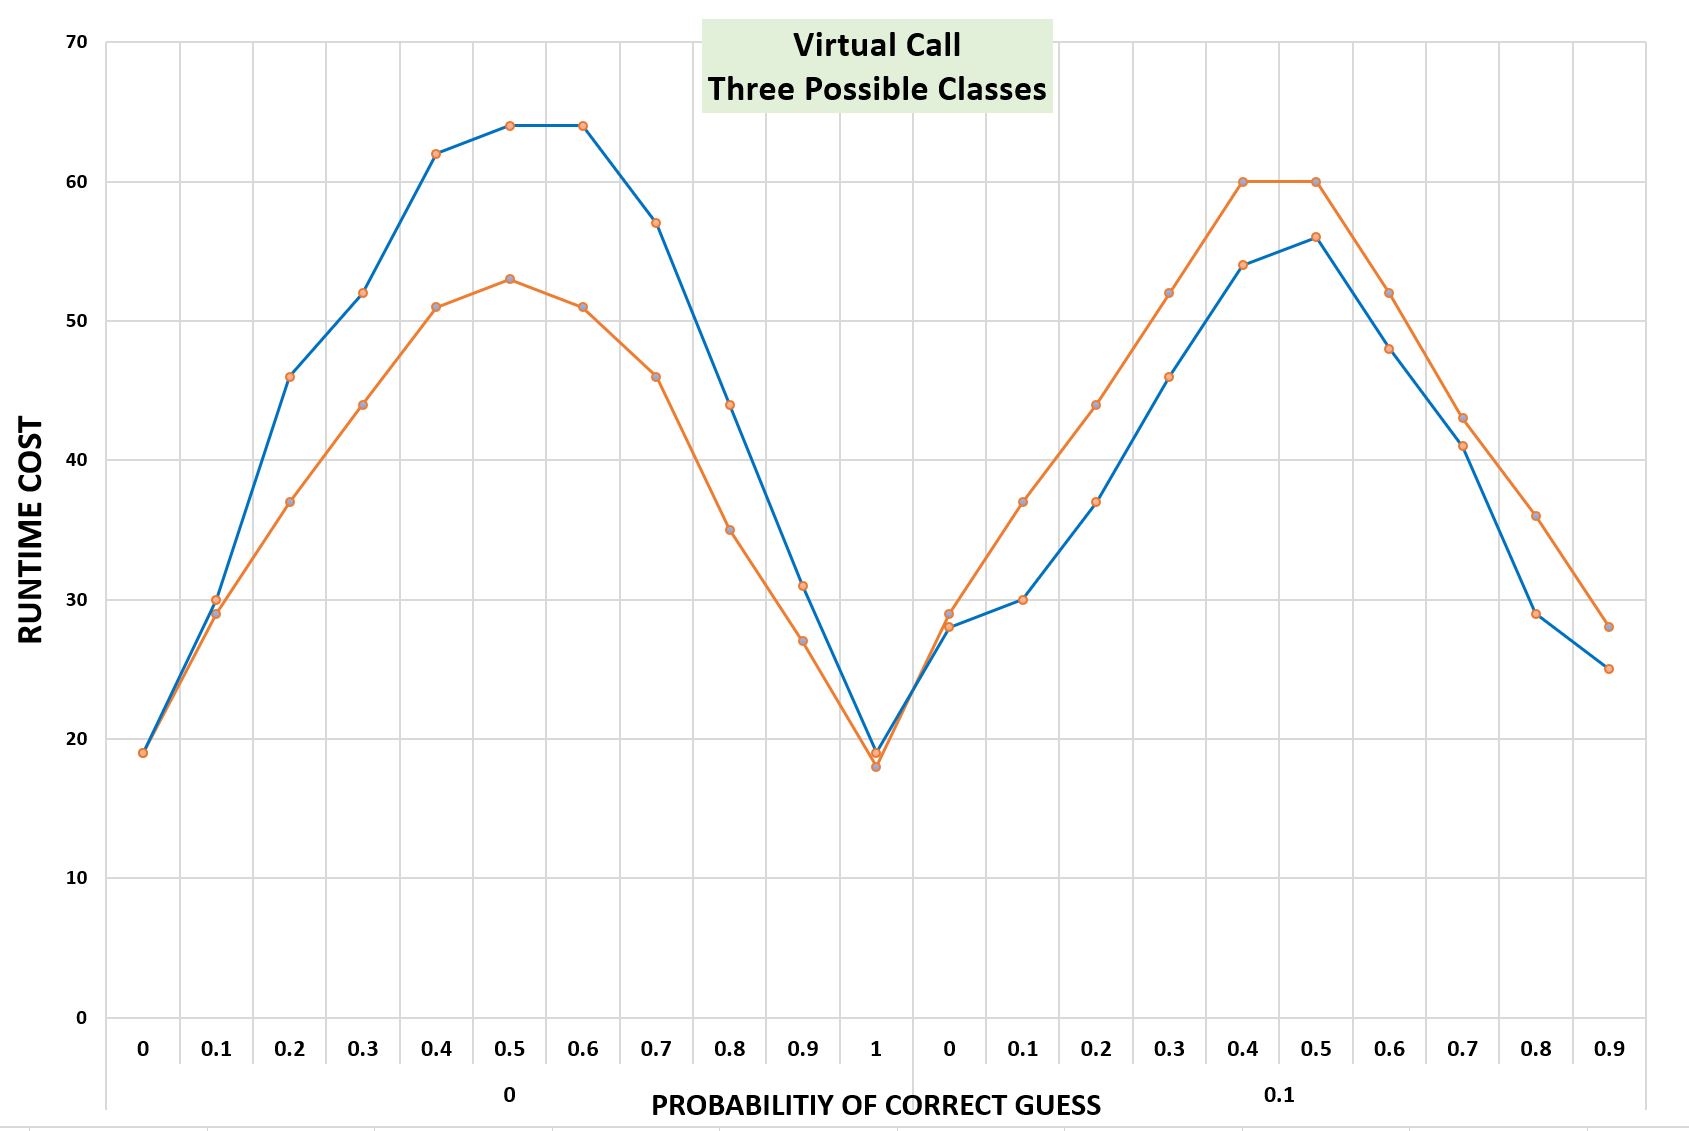 Virtual Call
Three Possible Classes
70
60
50
40
30
20
10
0
RUNTIME COST
0 0.1 0.2 0.3 0.4 0.5 0.6 0.7 0.8 0.9 1 0 0.1 0.2 0.3 0.4 0.5 0.6 0.7 0.8 0.9
0 0.1
PROBABILITIY OF CORRECT GUESS